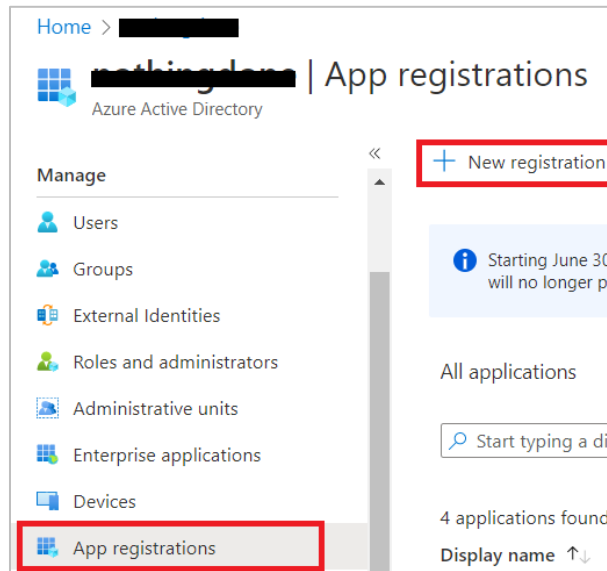 Home >
| App registrations
Azure Active Directory
«
Manage
Users
Groups
External Identities
Roles and administrators
Administrative units
Enterprise applications
Devices
App registrations
+ New registration
Starting June 30
will no longer p
All applications
Start typing a di
4 applications found
Display name ↑↓